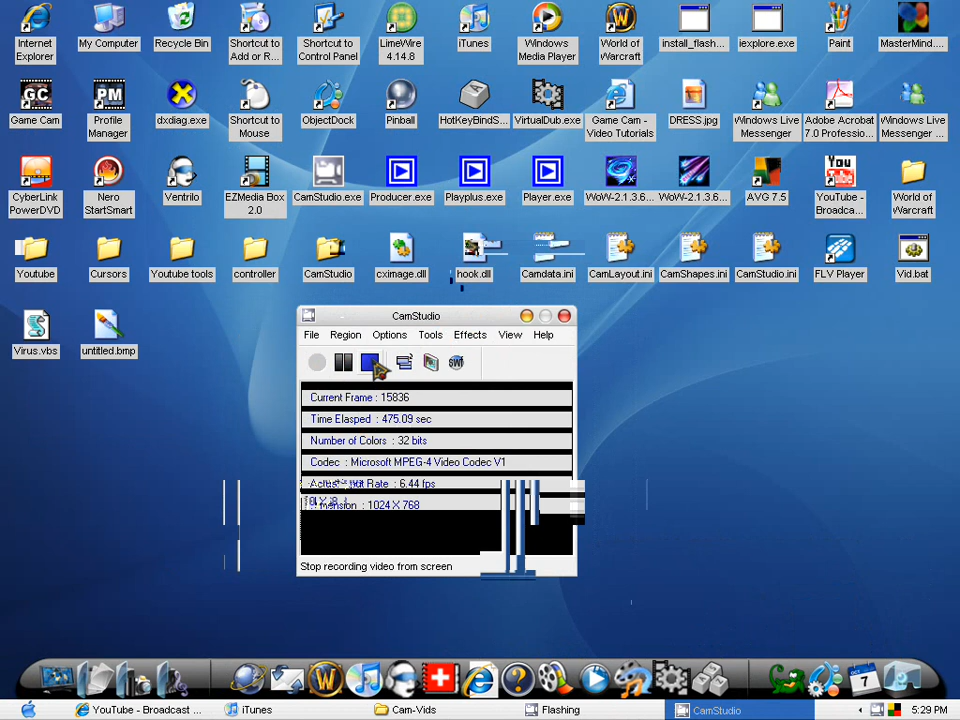 Internet
Explorer
My Computer
Recycle Bin
Shortcut to
Add or R...
Shortcut to
Control Panel
LimeWire
4.14.8
iTunes
Windows
Media Player
World of
Warcraft
install_flash...
iexplore.exe
Paint
MasterMind....
GC
Game Cam
PM
Profile
Manager
dxdiag.exe
Shortcut to
Mouse
ObjectDock
Pinball
HotKeyBindS...
VirtualDub.exe
Game Cam -
Video Tutorials
DRESS.jpg
Windows Live
Messenger
Adobe Acrobat
7.0 Professio...
Windows Live
Messenger ...
CyberLink
PowerDVD
Nero
StartSmart
Ventrilo
EZMedia Box
2.0
CamStudio.exe
Producer.exe
Playplus.exe
Player.exe
WoW-2.1.3.6...
WoW-2.1.3.6...
AVG 7.5
You
Tube
YouTube -
Broadca...
World of
Warcraft
Youtube
Cursors
Youtube tools
controller
CamStudio
cximage.dll
hook.dll
Camdata.ini
CamLayout.ini
CamShapes.ini
CamStudio.ini
FLV Player
Vid.bat
Virus.vbs
untitled.bmp
CamStudio
File Region Options Tools Effects View Help
SWF
Current Frame : 15836
Time Elasped : 475.09 sec
Number of Colors : 32 bits
Codec : Microsoft MPEG-4 Video Codec V1
Rate : 6.44 fps
: 1024 X 768
Stop recording video from screen
7
YouTube - Broadcast ...
iTunes
Cam-Vids
Flashing
CamStudio
5:29 PM